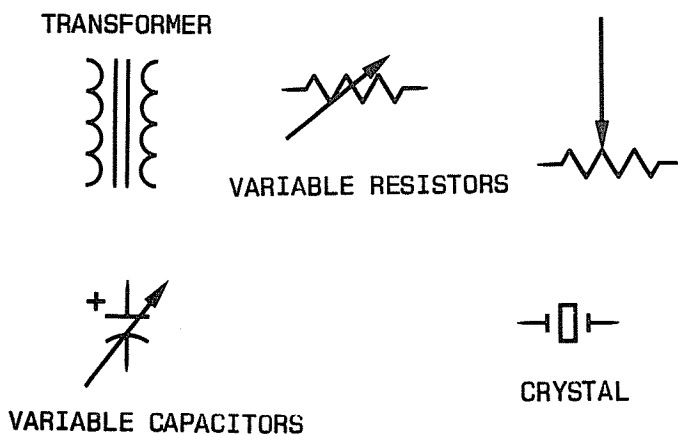 TRANSFORMER
VARIABLE RESISTORS
+
CRYSTAL
VARIABLE CAPACITORS